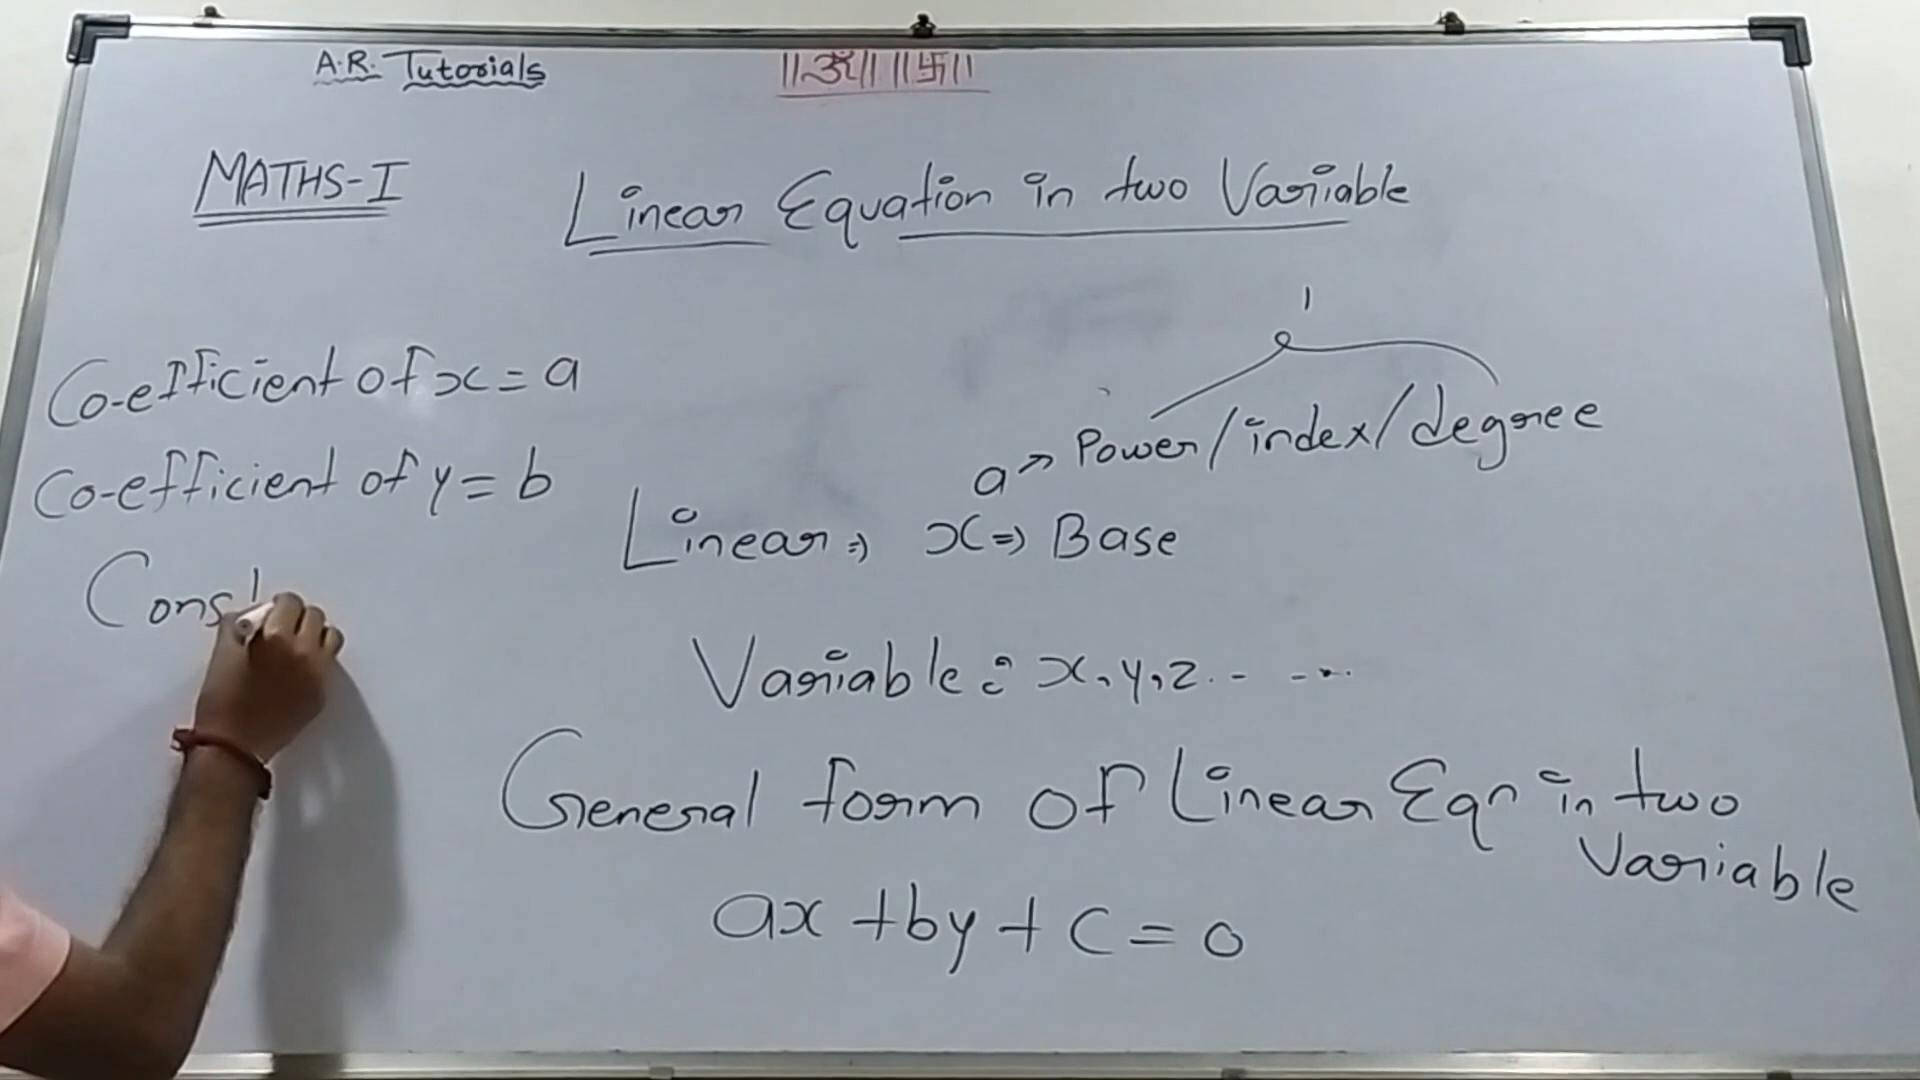 A.R. Tutorials
||ॐ|| ||卐||
MATHS-I
Linear Equation in two Variable
Co-efficient of x = a
Co-efficient of y = b
Const
1
a → Power/index/degree
Linear ⇒ x ⇒ Base
Variable : x, y, z. - - ...
General form of Linear Eqn in two
Variable
ax + by + c = 0